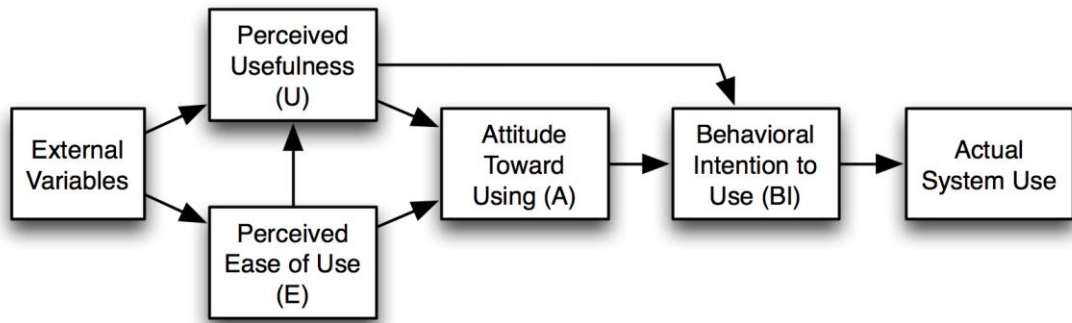 External
Variables
Perceived
Usefulness
(U)
Perceived
Ease of Use
(E)
Attitude
Toward
Using (A)
Behavioral
Intention to
Use (BI)
Actual
System Use